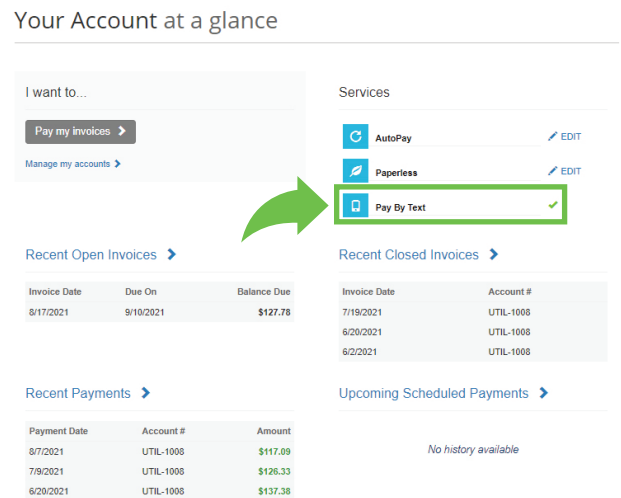 Your Account at a glance
I want to...
Pay my invoices
Manage my accounts
Services
AutoPay EDIT
Paperless EDIT
Pay By Text
Recent Open Invoices
Invoice Date Due On Balance Due
8/17/2021 9/10/2021 $127.78
Recent Closed Invoices
Invoice Date Account #
7/19/2021 UTIL-1008
6/20/2021 UTIL-1008
6/2/2021 UTIL-1008
Recent Payments
Payment Date Account # Amount
8/7/2021 UTIL-1008 $117.09
7/9/2021 UTIL-1008 $126.33
6/20/2021 UTIL-1008 $137.38
Upcoming Scheduled Payments
No history available